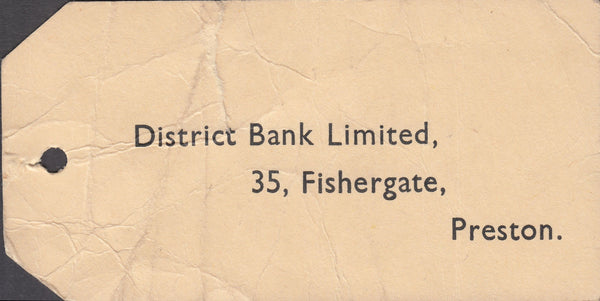 District Bank Limited,
35, Fishergate,
Preston.